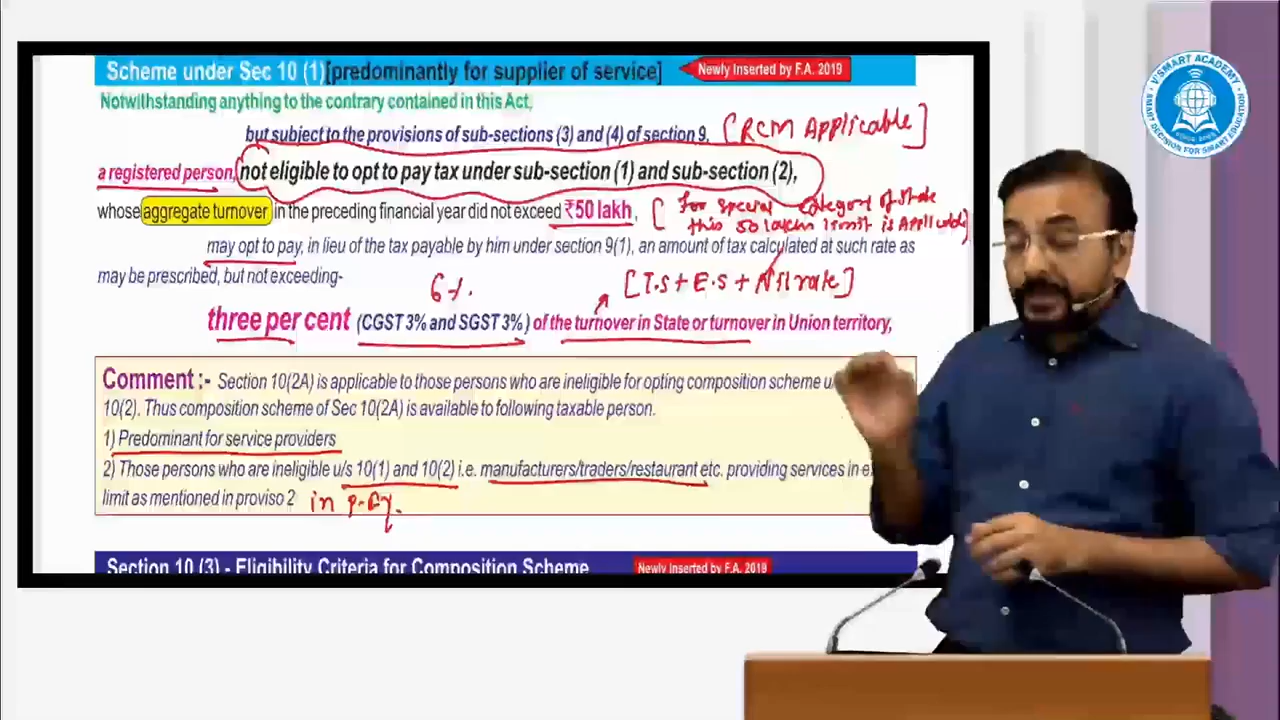 Scheme under Sec 10 (1)[predominantly for supplier of service] Newly Inserted by F.A. 2019
Notwithstanding anything to the contrary contained in this Act,
but subject to the provisions of sub-sections (3) and (4) of section 9, [RCM Applicable]
a registered person, not eligible to opt to pay tax under sub-section (1) and sub-section (2),
whose aggregate turnover in the preceding financial year did not exceed ₹50 lakh, [for special category of state
this 50 lakhs limit is Applicable]
may opt to pay, in lieu of the tax payable by him under section 9(1), an amount of tax calculated at such rate as
may be prescribed, but not exceeding-
6%. [T.S + E.S + Nil rate]
three per cent (CGST 3% and SGST 3%) of the turnover in State or turnover in Union territory,
Comment :- Section 10(2A) is applicable to those persons who are ineligible for opting composition scheme
10(2). Thus composition scheme of Sec 10(2A) is available to following taxable person.
1) Predominant for service providers
2) Those persons who are ineligible u/s 10(1) and 10(2) i.e. manufacturers/traders/restaurant etc. providing services in
limit as mentioned in proviso 2 in P.F.y.
Section 10 (3) - Eligibility Criteria for Composition Scheme Newly Inserted by F.A. 2019
V'SMART ACADEMY
SMART DECISION FOR SMART EDUCATION